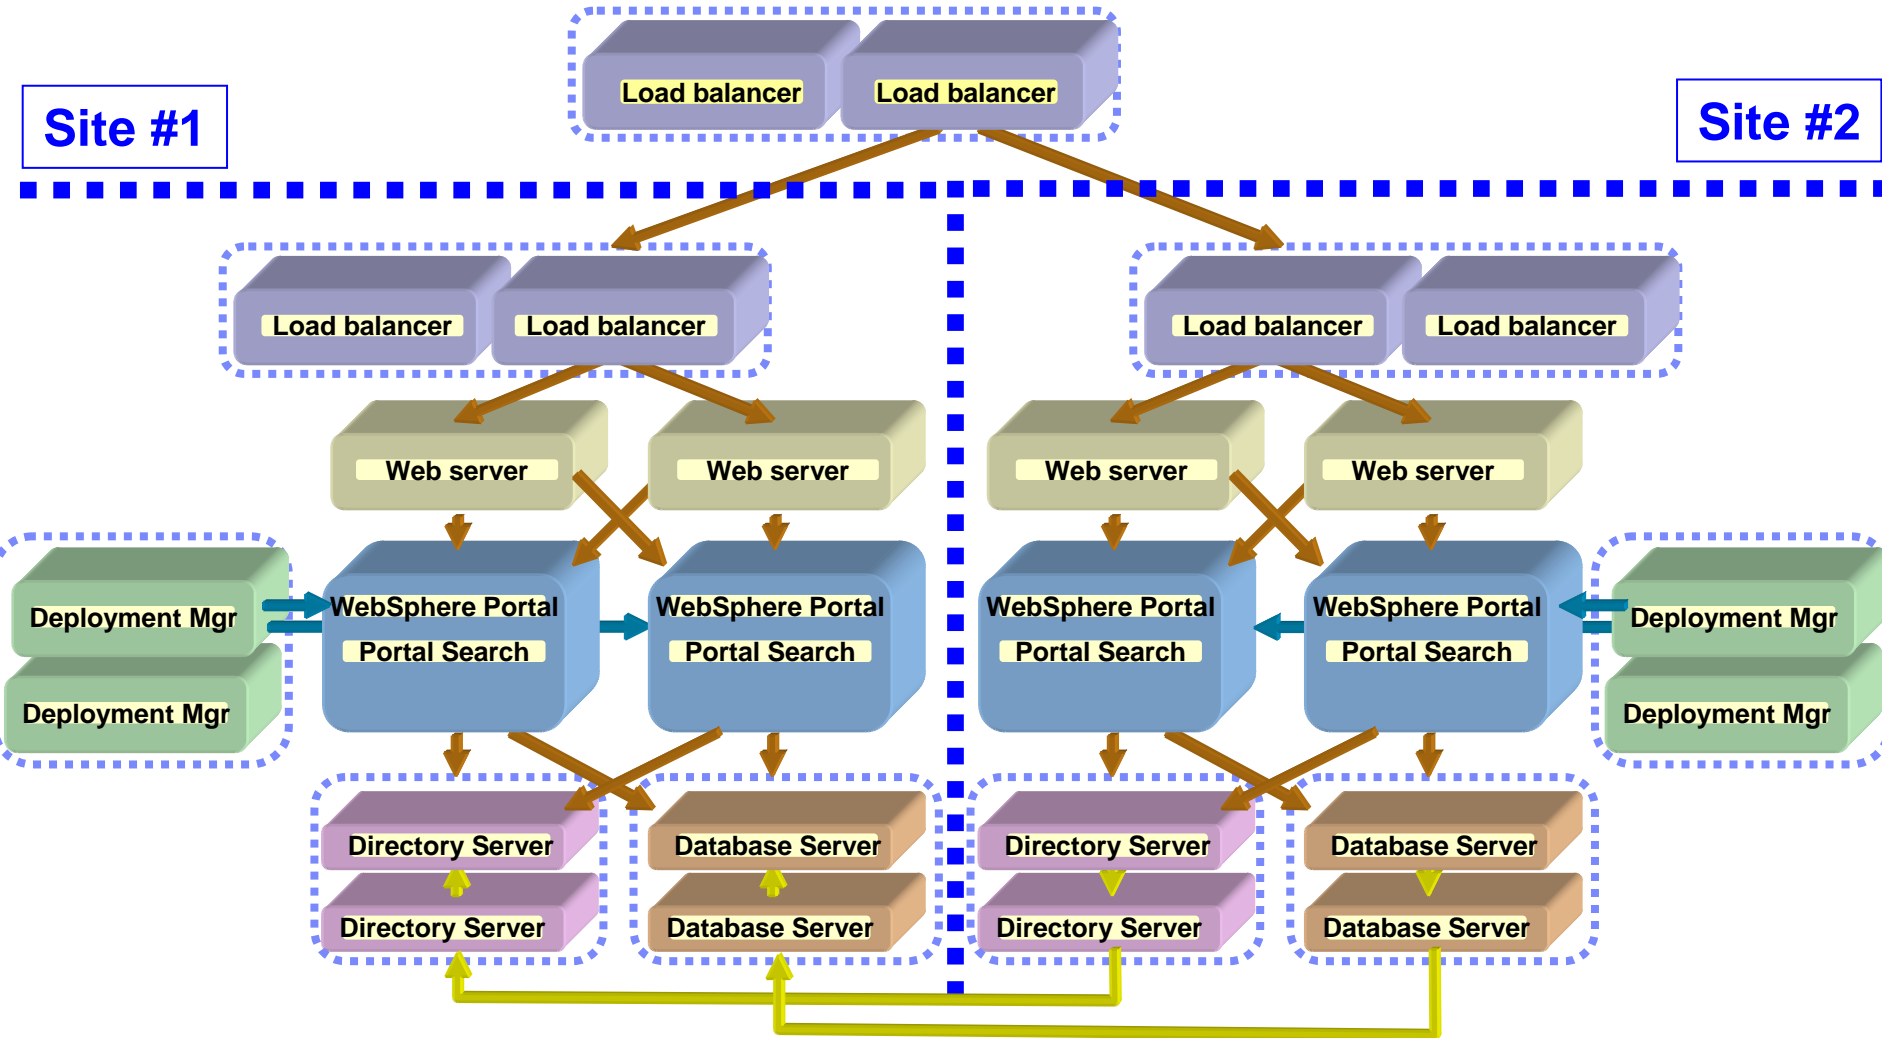 Load balancer
Load balancer
Site #1
Site #2
Load balancer
Load balancer
Load balancer
Load balancer
Web server
Web server
Web server
Web server
Deployment Mgr
WebSphere Portal
WebSphere Portal
WebSphere Portal
WebSphere Portal
Deployment Mgr
Portal Search
Portal Search
Portal Search
Portal Search
Deployment Mgr
Deployment Mgr
Directory Server
Database Server
Directory Server
Database Server
Directory Server
Database Server
Directory Server
Database Server